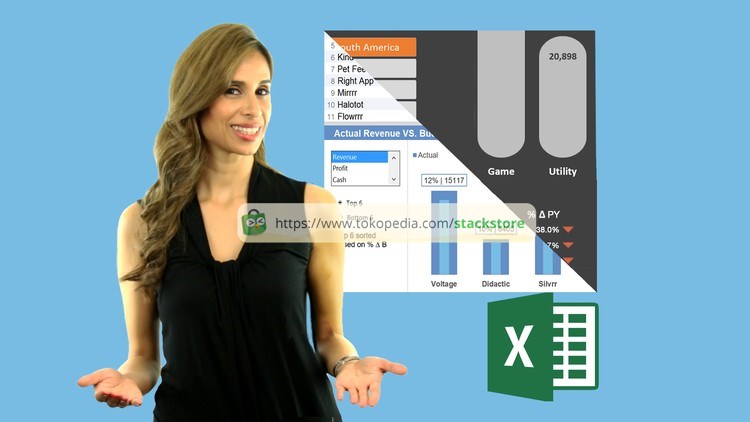 5 outh America
6 Kind
7 Pet Fee
8 Right App
9 Mirrrr
10 Halotot
11 Flowrrr
20,898
Game
Utility
Actual Revenue VS. Bu
Revenue
Profit
Cash
Actual
12% | 15117
Top 6
Bottom 6
p 6 sorted
sed on % Δ B
https://www.tokopedia.com/stackstore
% Δ PY
38.0%
7%
Voltage
Didactic
Silvrr
X